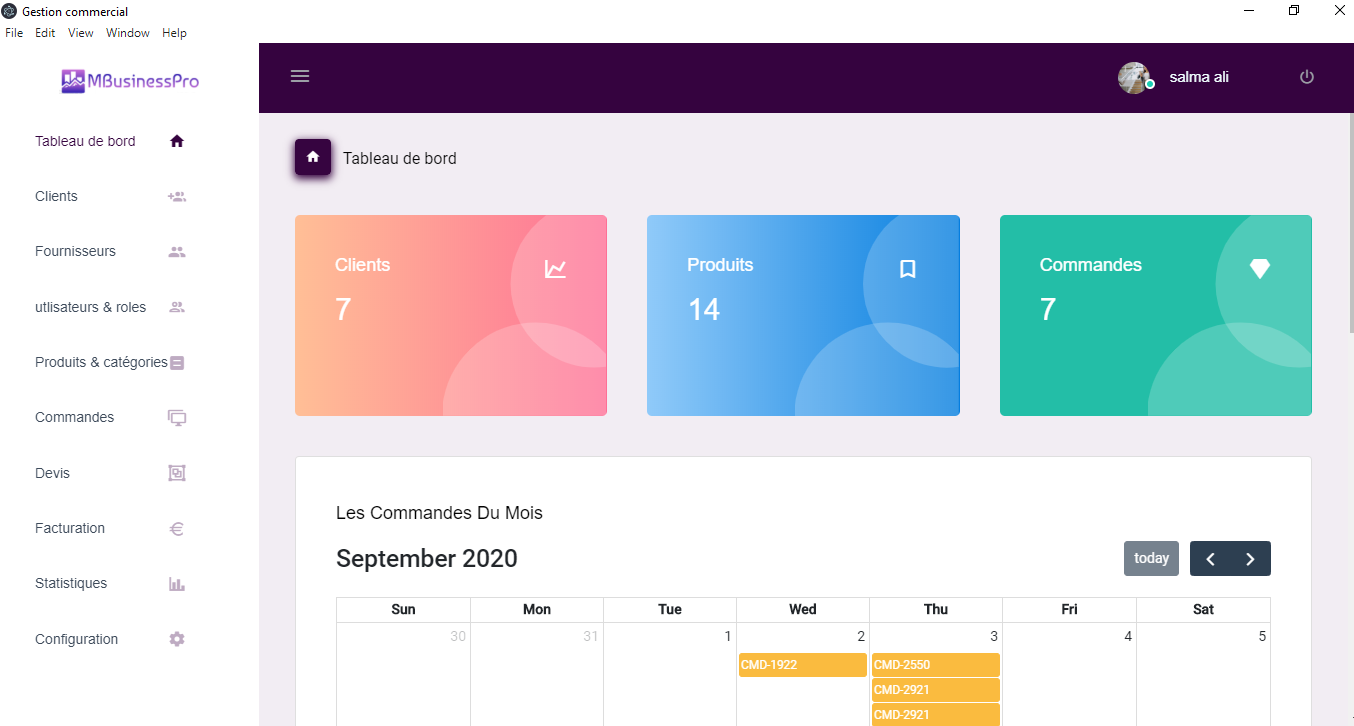 Gestion commercial
File Edit View Window Help
MBusinessPro
salma ali
Tableau de bord
Clients
Fournisseurs
utlisateurs & roles
Produits & catégories
Commandes
Devis
Facturation
Statistiques
Configuration
Tableau de bord
Clients
7
Produits
14
Commandes
7
Les Commandes Du Mois
September 2020
today
Sun Mon Tue Wed Thu Fri Sat
30 31 1 2 3 4 5
CMD-1922 CMD-2550
CMD-2921
CMD-2921